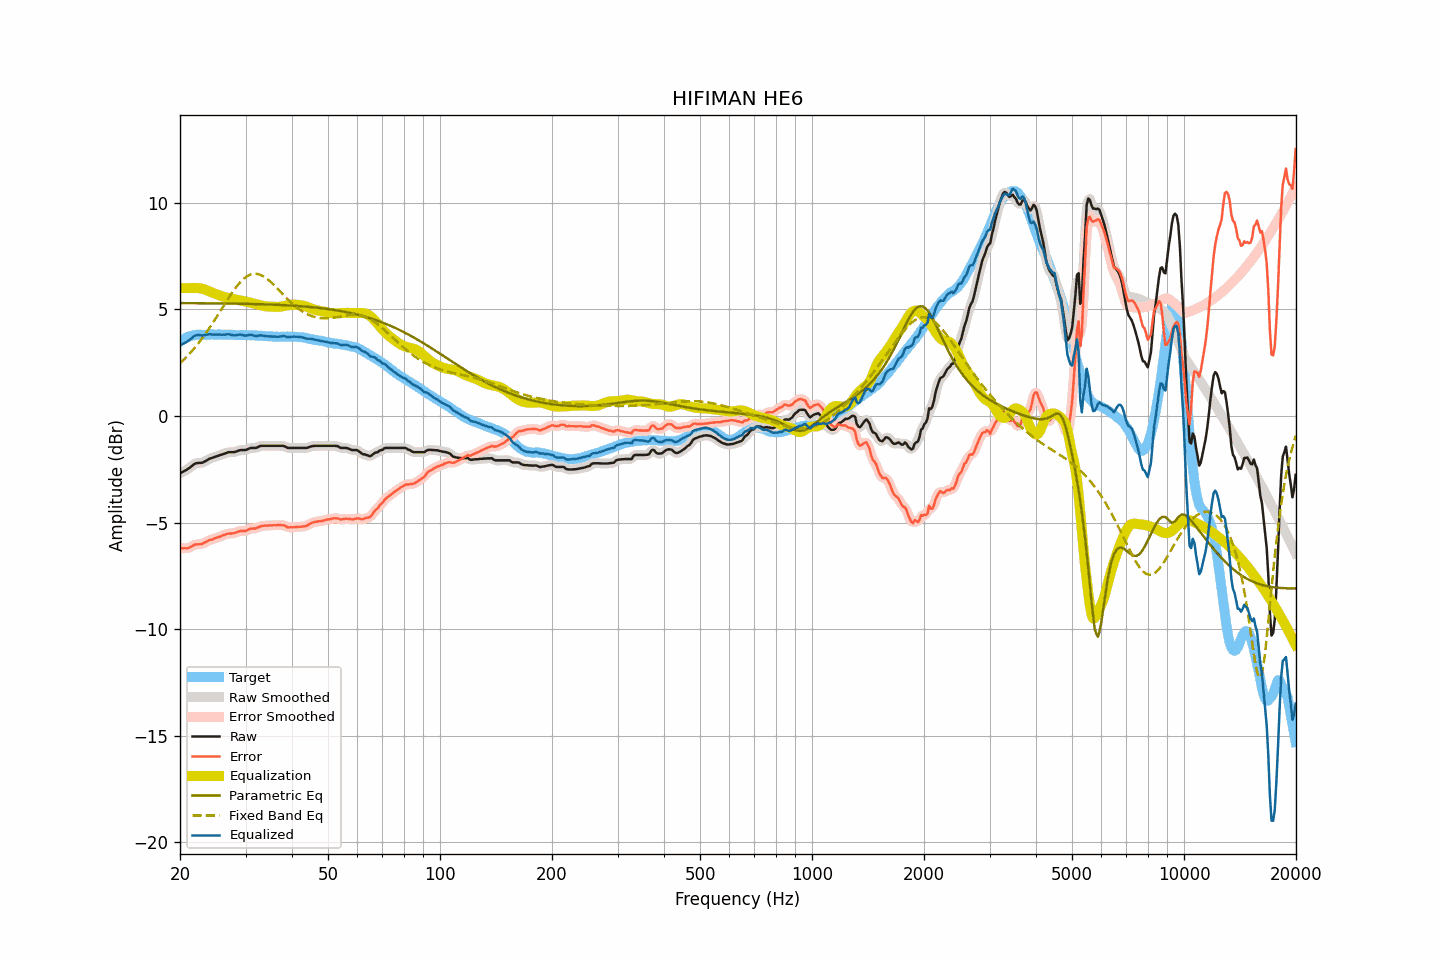 HIFIMAN HE6
Amplitude (dBr)
10
5
0
−5
−10
−15
−20
Target
Raw Smoothed
Error Smoothed
Raw
Error
Equalization
Parametric Eq
Fixed Band Eq
Equalized
20 50 100 200 500 1000 2000 5000 10000 20000
Frequency (Hz)